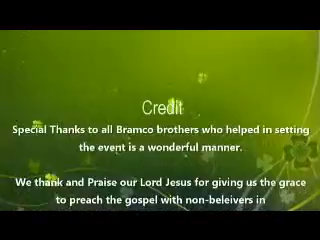 Credit
Special Thanks to all Bramco brothers who helped in setting
the event is a wonderful manner.
We thank and Praise our Lord Jesus for giving us the grace
to preach the gospel with non-beleivers in